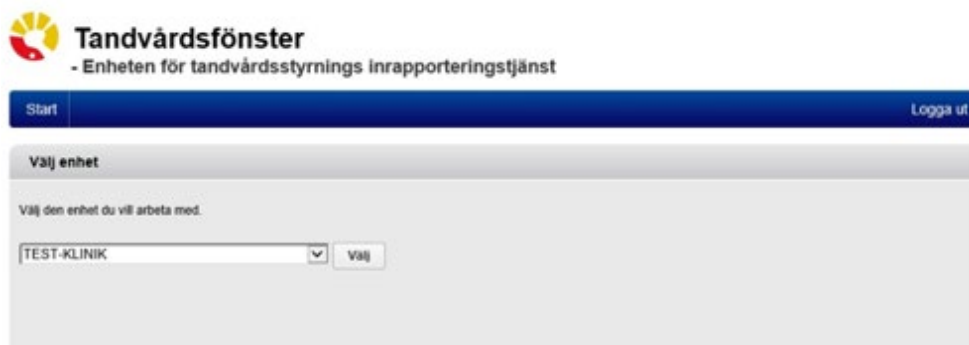 Tandvårdsfönster
- Enheten för tandvårdsstyrnings inrapporteringstjänst
Start Logga ut
Välj enhet
Välj den enhet du vill arbeta med.
TEST-KLINIK Välj